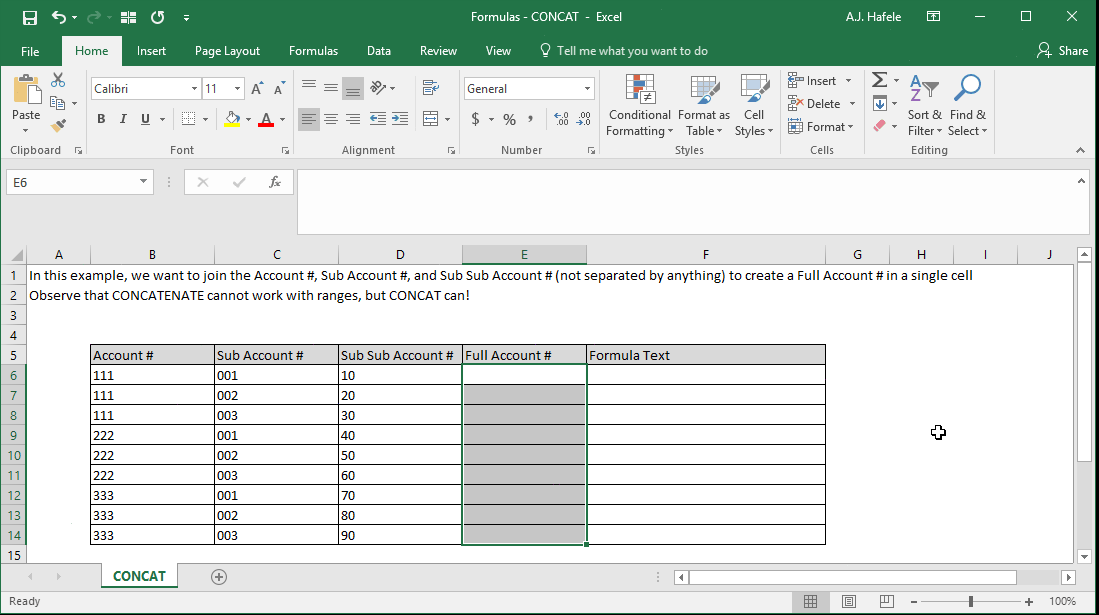 Formulas - CONCAT - Excel
A.J. Hafele
File Home Insert Page Layout Formulas Data Review View Tell me what you want to do Share
Paste
Calibri 11
B I U A
General
$ % ,
Conditional Formatting
Format as Table
Cell Styles
Insert
Delete
Format
Sort & Filter
Find & Select
Clipboard Font Alignment Number Styles Cells Editing
E6 fx
A B C D E F G H I J
1 In this example, we want to join the Account #, Sub Account #, and Sub Sub Account # (not separated by anything) to create a Full Account # in a single cell
2 Observe that CONCATENATE cannot work with ranges, but CONCAT can!
3
4
5 Account # Sub Account # Sub Sub Account # Full Account # Formula Text
6 111 001 10
7 111 002 20
8 111 003 30
9 222 001 40
10 222 002 50
11 222 003 60
12 333 001 70
13 333 002 80
14 333 003 90
15
CONCAT
Ready 100%